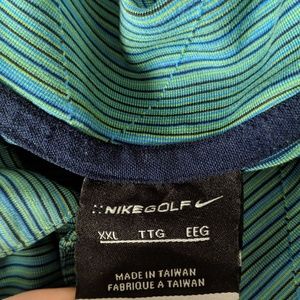 NIKEGOLF
XXL TTG EEG
MADE IN TAIWAN
FABRIQUE A TAIWAN